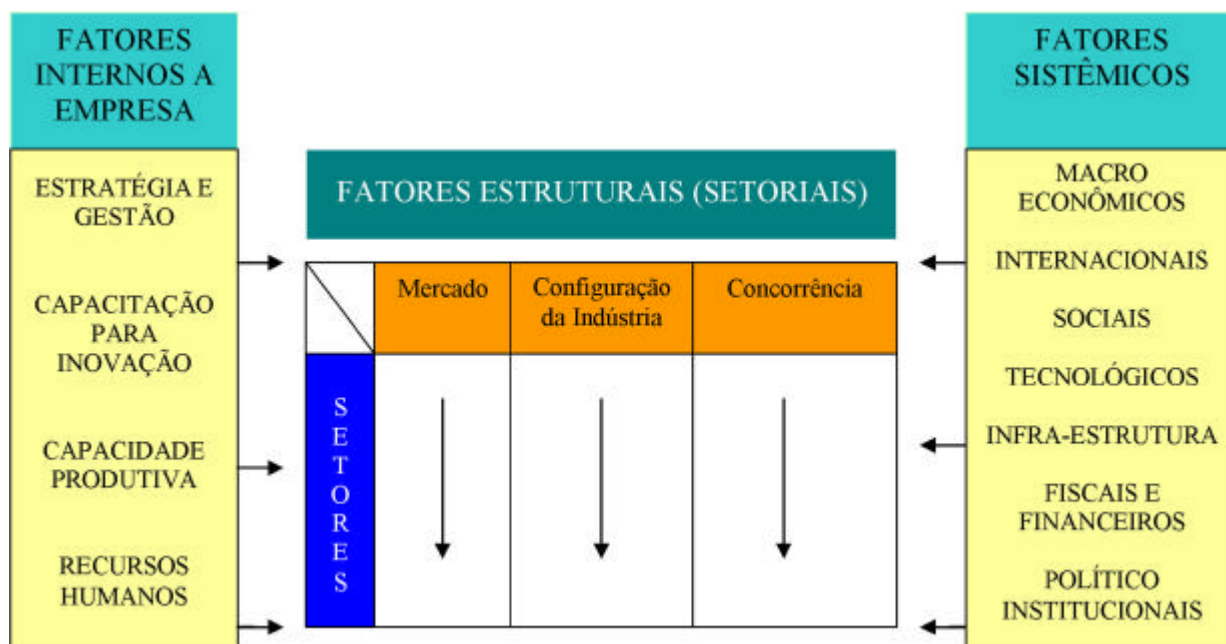 FATORES
INTERNOS A
EMPRESA
ESTRATÉGIA E
GESTÃO
CAPACITAÇÃO
PARA
INOVAÇÃO
CAPACIDADE
PRODUTIVA
RECURSOS
HUMANOS
FATORES ESTRUTURAIS (SETORIAIS)
Mercado
Configuração
da Indústria
Concorrência
SETORES
FATORES
SISTÊMICOS
MACRO
ECONÔMICOS
INTERNACIONAIS
SOCIAIS
TECNOLÓGICOS
INFRA-ESTRUTURA
FISCAIS E
FINANCEIROS
POLÍTICO
INSTITUCIONAIS